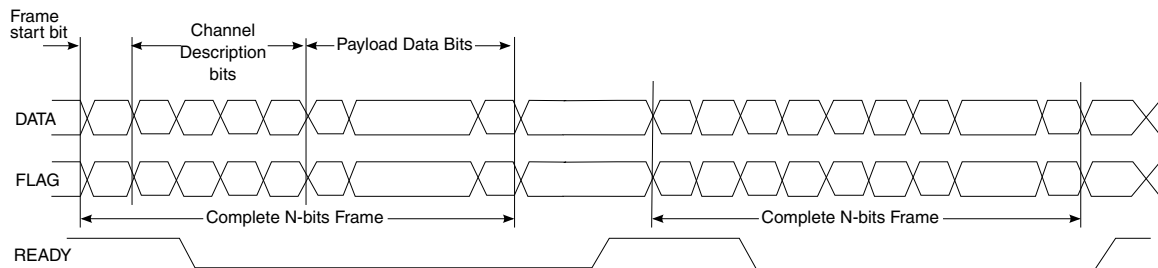 Frame
start bit
Channel
Description
bits
Payload Data Bits
DATA
FLAG
Complete N-bits Frame
Complete N-bits Frame
READY